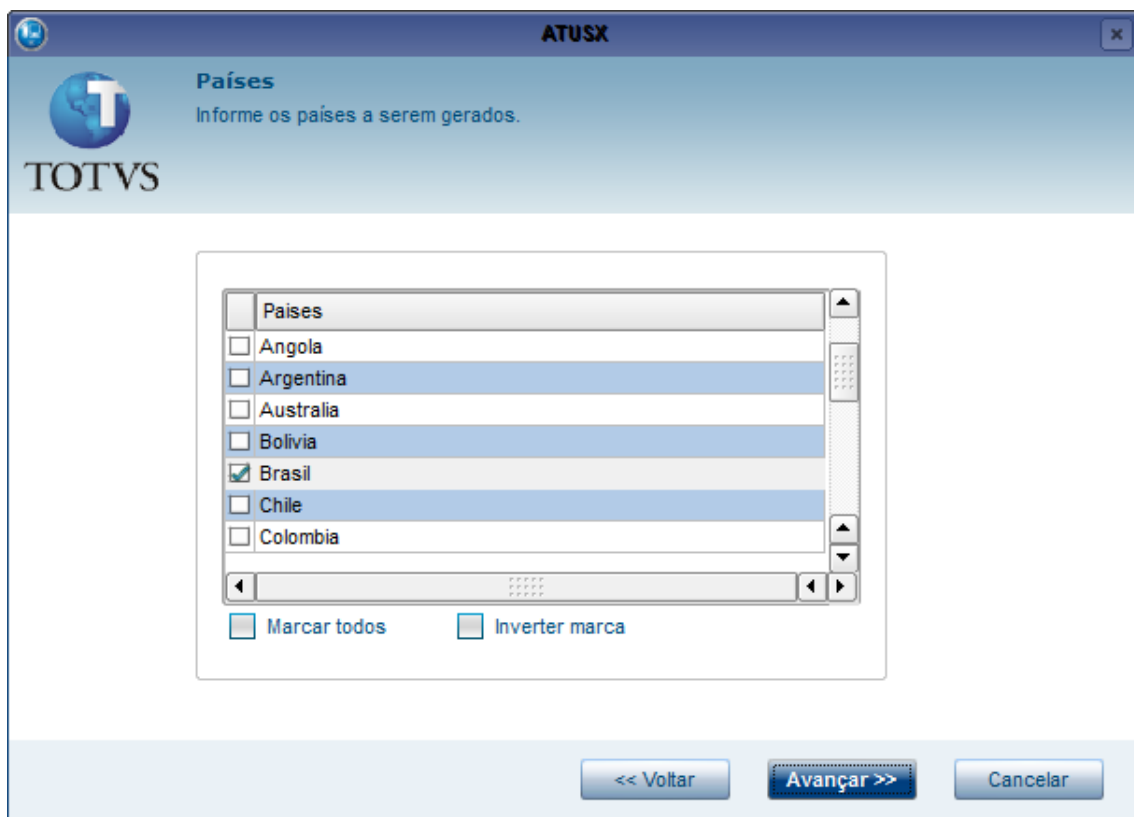 ATUSX
Países
Informe os países a serem gerados.
TOTVS
Paises
Angola
Argentina
Australia
Bolivia
Brasil
Chile
Colombia
Marcar todos Inverter marca
<< Voltar Avançar >> Cancelar